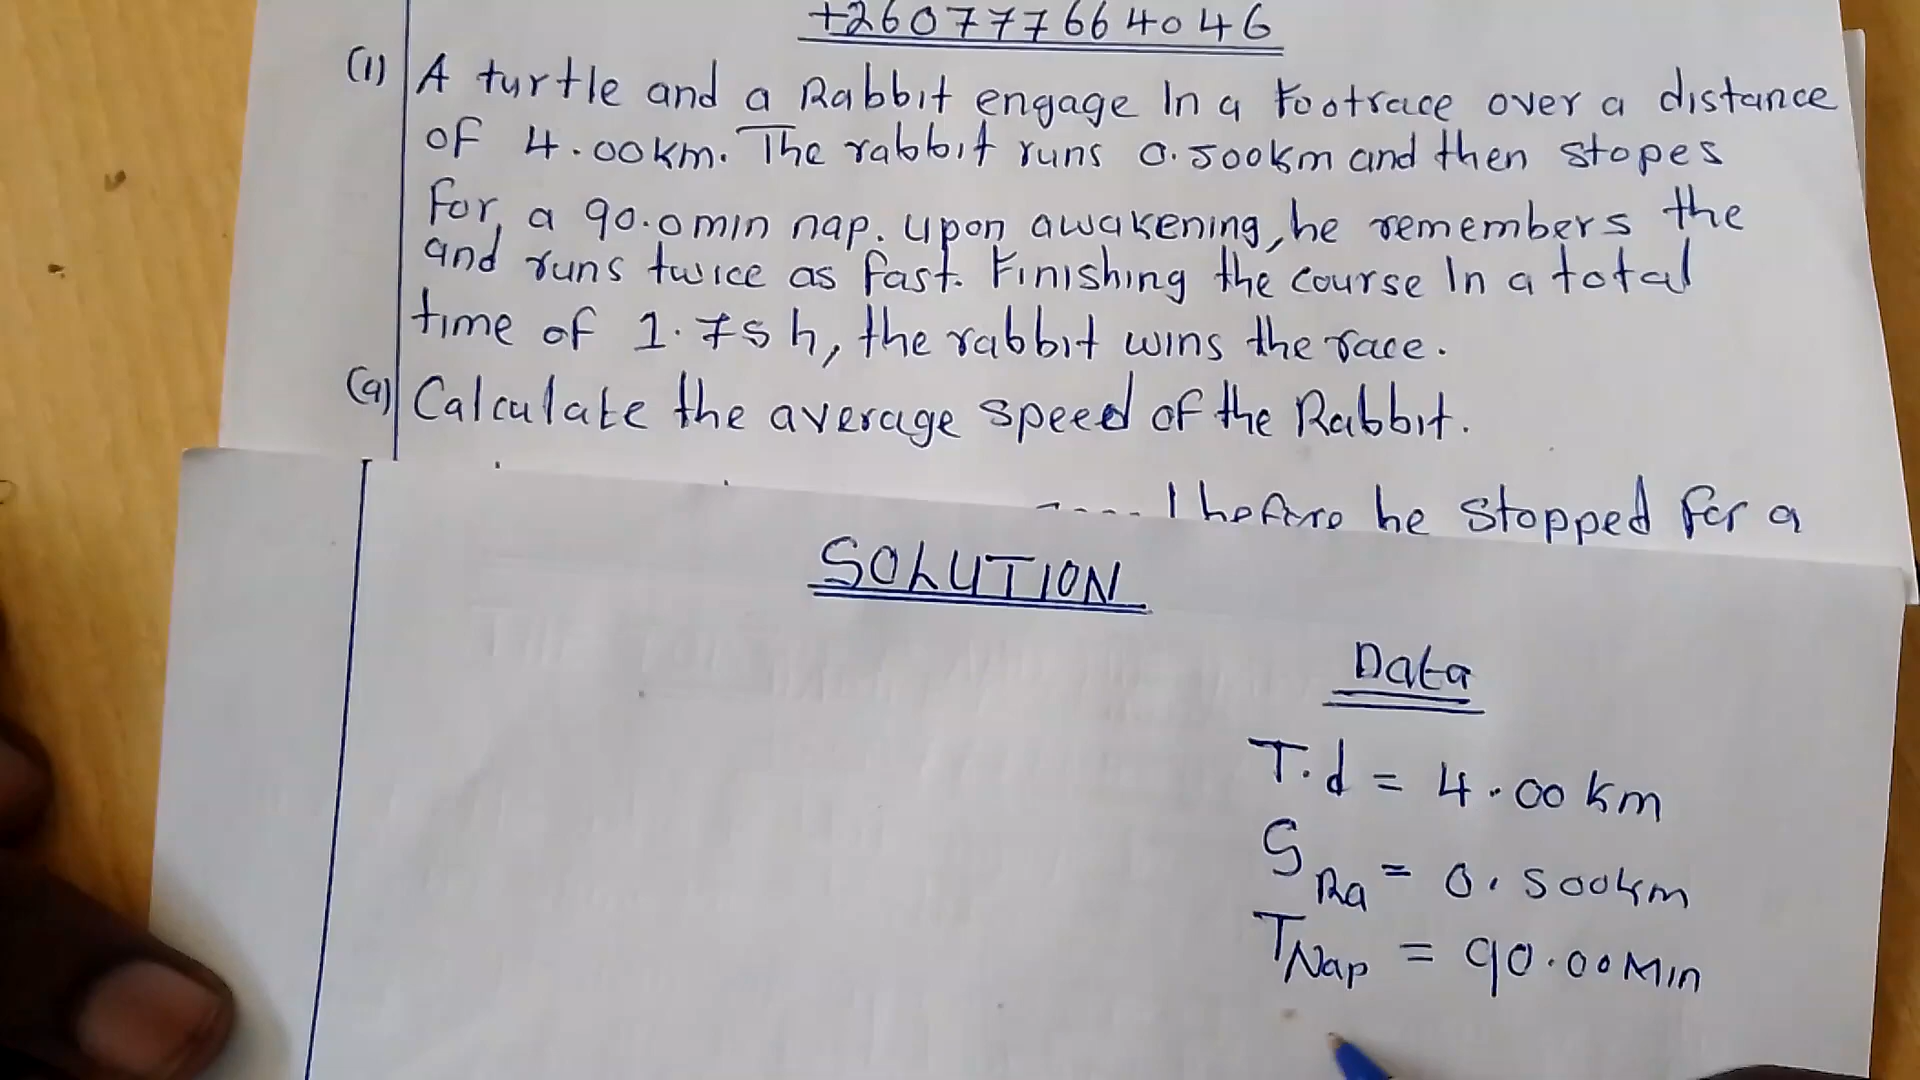 +260777664046
(1) A turtle and a Rabbit engage In a footrace over a distance
of 4.00km. The rabbit runs 0.500km and then stopes
for a 90.0min nap. upon awakening, he remembers the
and runs twice as fast. Finishing the course In a total
time of 1.75h, the rabbit wins the race.
(a) Calculate the average speed of the Rabbit.
before he stopped for a
SOLUTION
Data
T.d = 4.00km
S Ra = 0.500km
TNap = 90.00Min